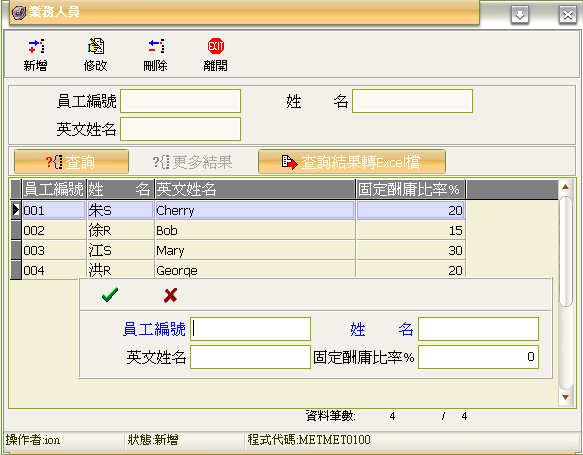 業務人員
新增 修改 刪除 離開
員工編號 姓 名
英文姓名
?{} 查詢 ?{} 更多結果 查詢結果轉Excel檔
員工編號 姓 名 英文姓名 固定酬庸比率%
001 朱S Cherry 20
002 徐R Bob 15
003 江S Mary 30
004 洪R George 20
員工編號 姓 名
英文姓名 固定酬庸比率% 0
資料筆數: 4 / 4
操作者:ion 狀態:新增 程式代碼:METMET0100